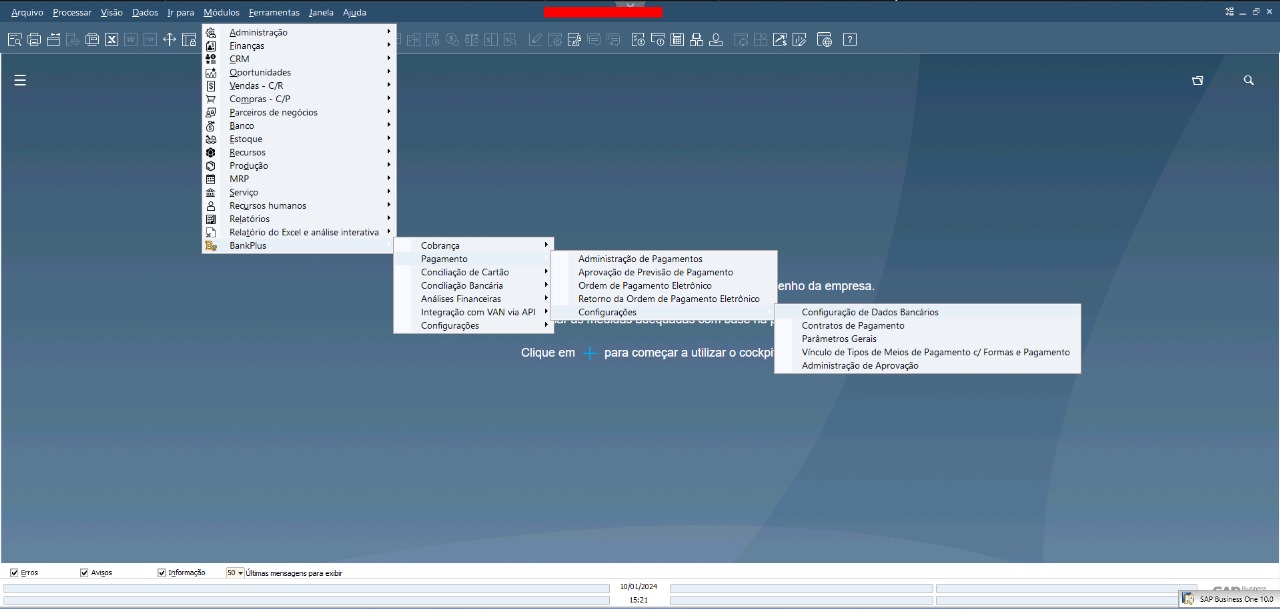 Arquivo Processar Visão Dados Ir para Módulos Ferramentas Janela Ajuda
Administração
Finanças
CRM
Oportunidades
Vendas - C/R
Compras - C/P
Parceiros de negócios
Banco
Estoque
Recursos
Produção
MRP
Serviço
Recursos humanos
Relatórios
Relatório do Excel e análise interativa
BankPlus
Cobrança
Pagamento
Conciliação de Cartão
Conciliação Bancária
Análises Financeiras
Integração com VAN via API
Configurações
Administração de Pagamentos
Aprovação de Previsão de Pagamento
Ordem de Pagamento Eletrônico
Retorno da Ordem de Pagamento Eletrônico
Configurações
Configuração de Dados Bancários
Contratos de Pagamento
Parâmetros Gerais
Vínculo de Tipos de Meios de Pagamento c/ Formas e Pagamento
Administração de Aprovação
enho da empresa.
as medidas adequadas com base na
Clique em + para começar a utilizar o cockpi
Erros Avisos Informação 50 Últimas mensagens para exibir
10/01/2024
15:21
SAP Business One 10.0